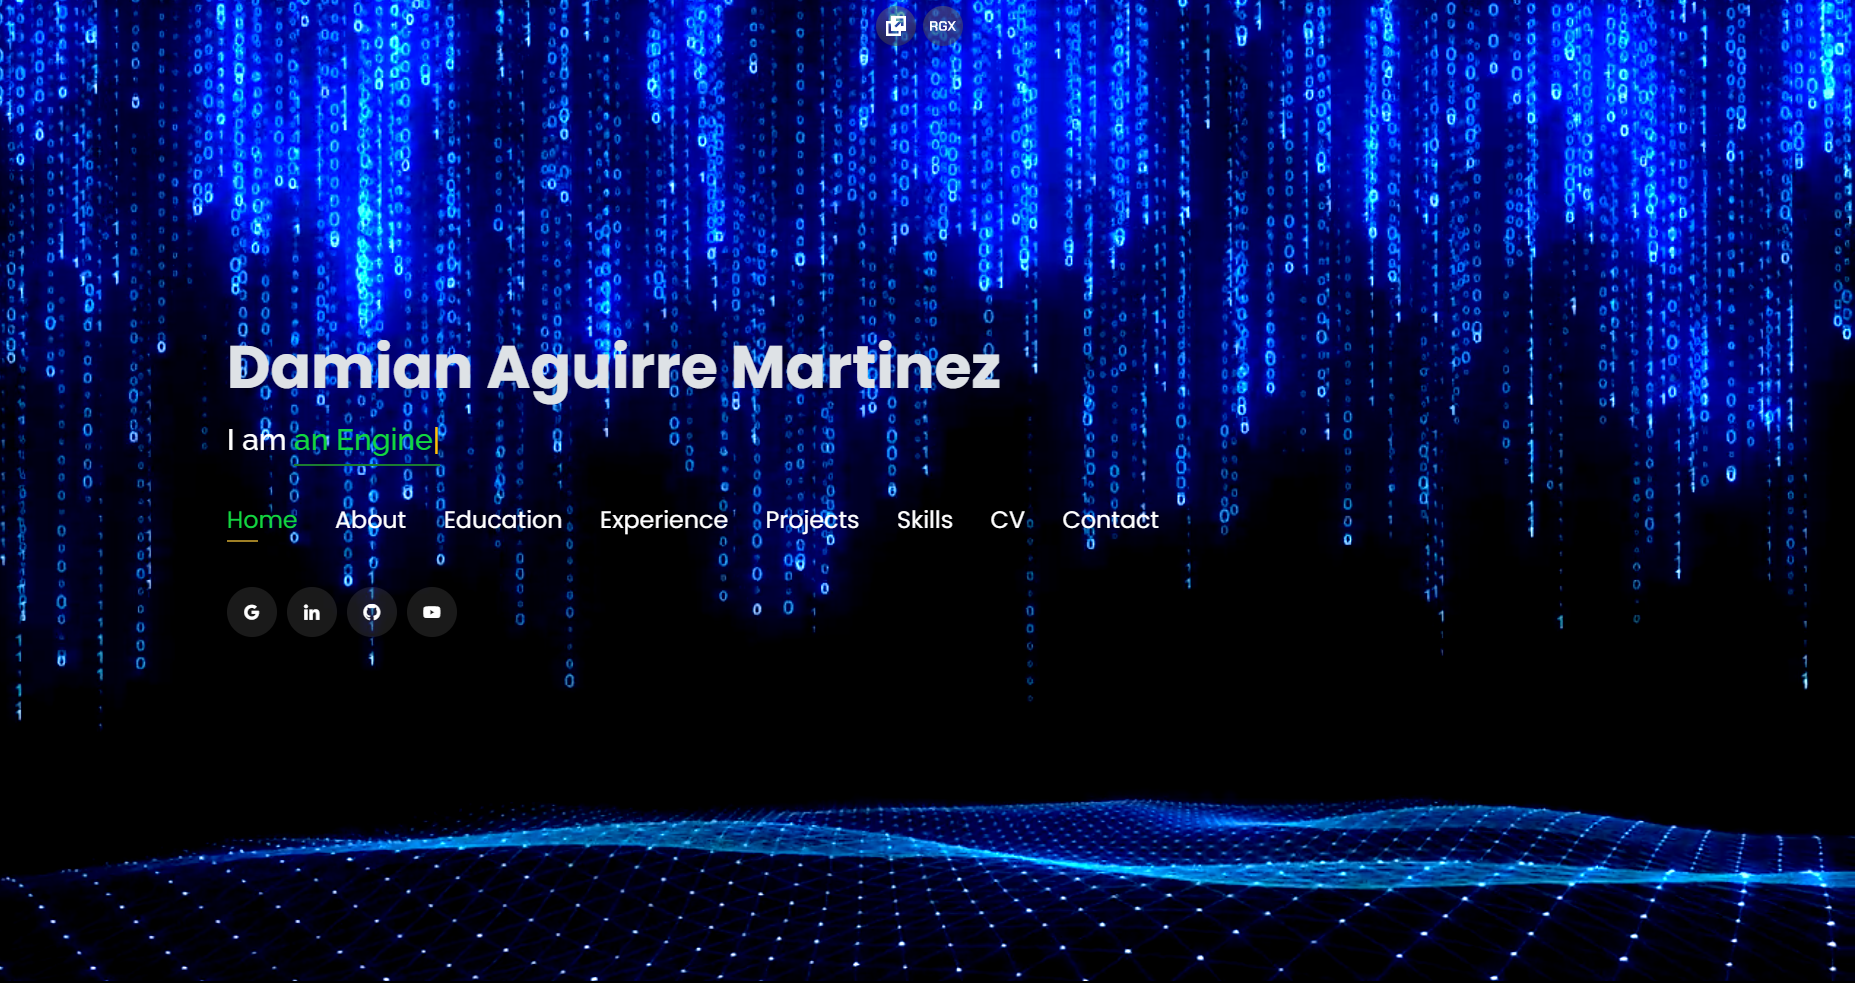 RGX
Damian Aguirre Martinez
I am an Engine
Home About Education Experience Projects Skills CV Contact